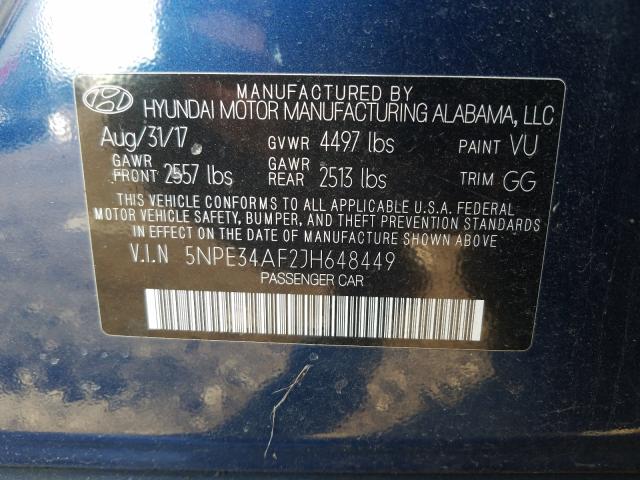 MANUFACTURED BY
HYUNDAI MOTOR MANUFACTURING ALABAMA, LLC
Aug/31/17 GVWR 4497 lbs PAINT VU
GAWR FRONT 2557 lbs GAWR REAR 2513 lbs TRIM GG
THIS VEHICLE CONFORMS TO ALL APPLICABLE U.S.A. FEDERAL
MOTOR VEHICLE SAFETY, BUMPER, AND THEFT PREVENTION STANDARDS
IN EFFECT ON THE DATE OF MANUFACTURE SHOWN ABOVE
V.I.N 5NPE34AF2JH648449
PASSENGER CAR